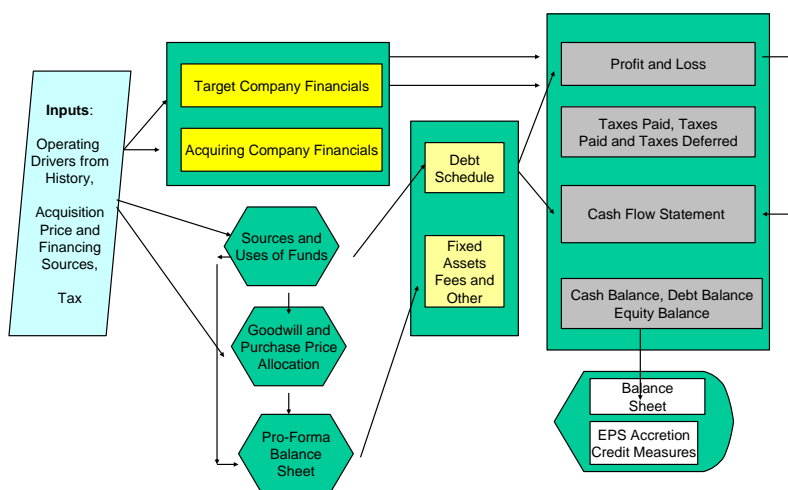 Inputs:
Operating
Drivers from
History,
Acquisition
Price and
Financing
Sources,
Tax
Target Company Financials
Acquiring Company Financials
Sources and
Uses of Funds
Goodwill and
Purchase Price
Allocation
Pro-Forma
Balance
Sheet
Debt
Schedule
Fixed
Assets
Fees and
Other
Profit and Loss
Taxes Paid, Taxes
Paid and Taxes Deferred
Cash Flow Statement
Cash Balance, Debt Balance
Equity Balance
Balance
Sheet
EPS Accretion
Credit Measures